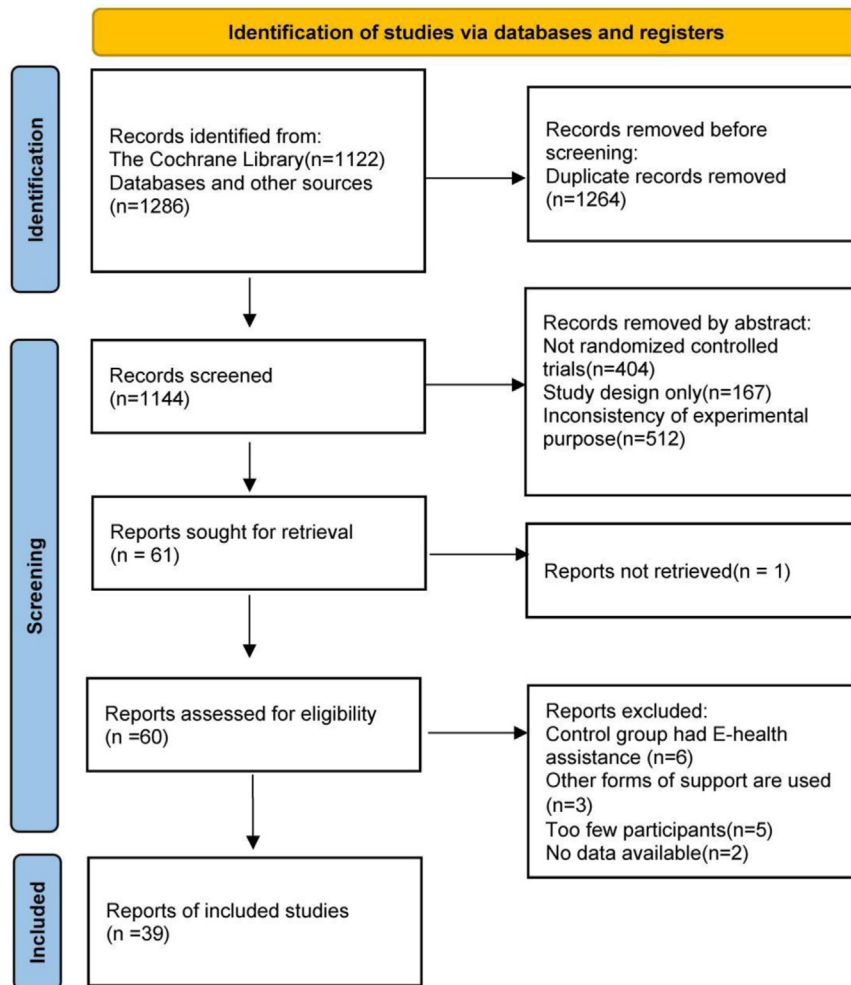 Identification of studies via databases and registers
Identification
Records identified from:
The Cochrane Library(n=1122)
Databases and other sources
(n=1286)
Records removed before
screening:
Duplicate records removed
(n=1264)
Screening
Records screened
(n=1144)
Records removed by abstract:
Not randomized controlled
trials(n=404)
Study design only(n=167)
Inconsistency of experimental
purpose(n=512)
Reports sought for retrieval
(n = 61)
Reports not retrieved(n = 1)
Reports assessed for eligibility
(n =60)
Reports excluded:
Control group had E-health
assistance (n=6)
Other forms of support are used
(n=3)
Too few participants(n=5)
No data available(n=2)
Included
Reports of included studies
(n =39)